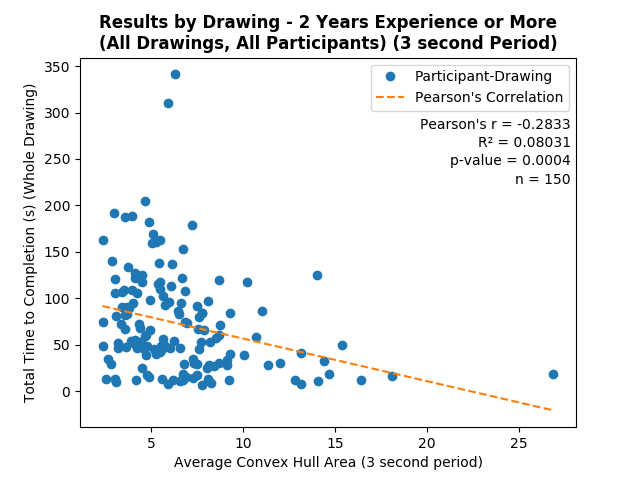 Results by Drawing - 2 Years Experience or More
(All Drawings, All Participants) (3 second Period)
Participant-Drawing
Pearson's Correlation
Pearson's r = -0.2833
R² = 0.08031
p-value = 0.0004
n = 150
Total Time to Completion (s) (Whole Drawing)
350
300
250
200
150
100
50
0
5
10
15
20
25
Average Convex Hull Area (3 second period)